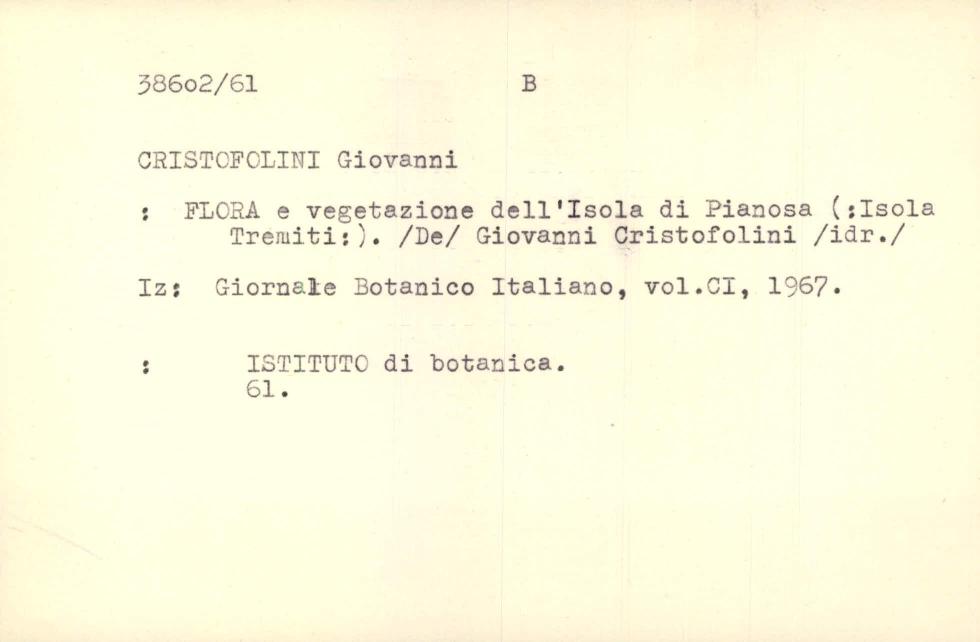 38602/61 B
CRISTOFOLINI Giovanni
: FLORA e vegetazione dell'Isola di Pianosa (:Isola
Tremiti:). /De/ Giovanni Cristofolini /idr./
Iz: Giornale Botanico Italiano, vol.CI, 1967.
: ISTITUTO di botanica.
61.